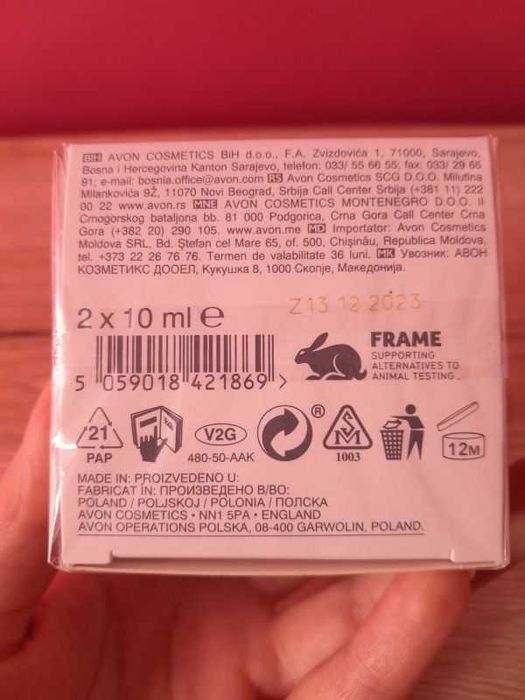 BIH AVON COSMETICS BiH d.o.o., F.A. Zvizdovića 1, 71000, Sarajevo,
Bosna i Hercegovina Kanton Sarajevo, telefon: 033/ 55 66 55; fax: 033/ 29 65
91; e-mail: bosnia.office@avon.com RS Avon Cosmetics SCG D.O.O. Milutina
Milankovića 9Ž, 11070 Novi Beograd, Srbija Call Center Srbija (+381 11) 222
00 22 www.avon.rs MNE AVON COSMETICS MONTENEGRO D.O.O. II
Crnogorskog bataljona bb. 81 000 Podgorica, Crna Gora Call Center Crna
Gora (+382 20) 290 105. www.avon.me MD Importator: Avon Cosmetics
Moldova SRL, Bd. Ştefan cel Mare 65, of. 500, Chişinău, Republica Moldova,
tel. +373 22 26 76 76. Termen de valabilitate 36 luni. MK Увозник: АВОН
КОЗМЕТИКС ДООЕЛ, Кукушка 8, 1000 Скопје, Македонија.
Z13 12 2023
2 x 10 ml e
FRAME
SUPPORTING
ALTERNATIVES TO
ANIMAL TESTING
5 059018 421869 >
21
PAP
V2G
480-50-AAK
®
SM
1003
12M
MADE IN: PROIZVEDENO U:
FABRICAT ÎN: ПРОИЗВЕДЕНО В/ВО:
POLAND / POLJSKOJ / POLONIA / ПОЛСКА
AVON COSMETICS • NN1 5PA • ENGLAND
AVON OPERATIONS POLSKA, 08-400 GARWOLIN, POLAND.